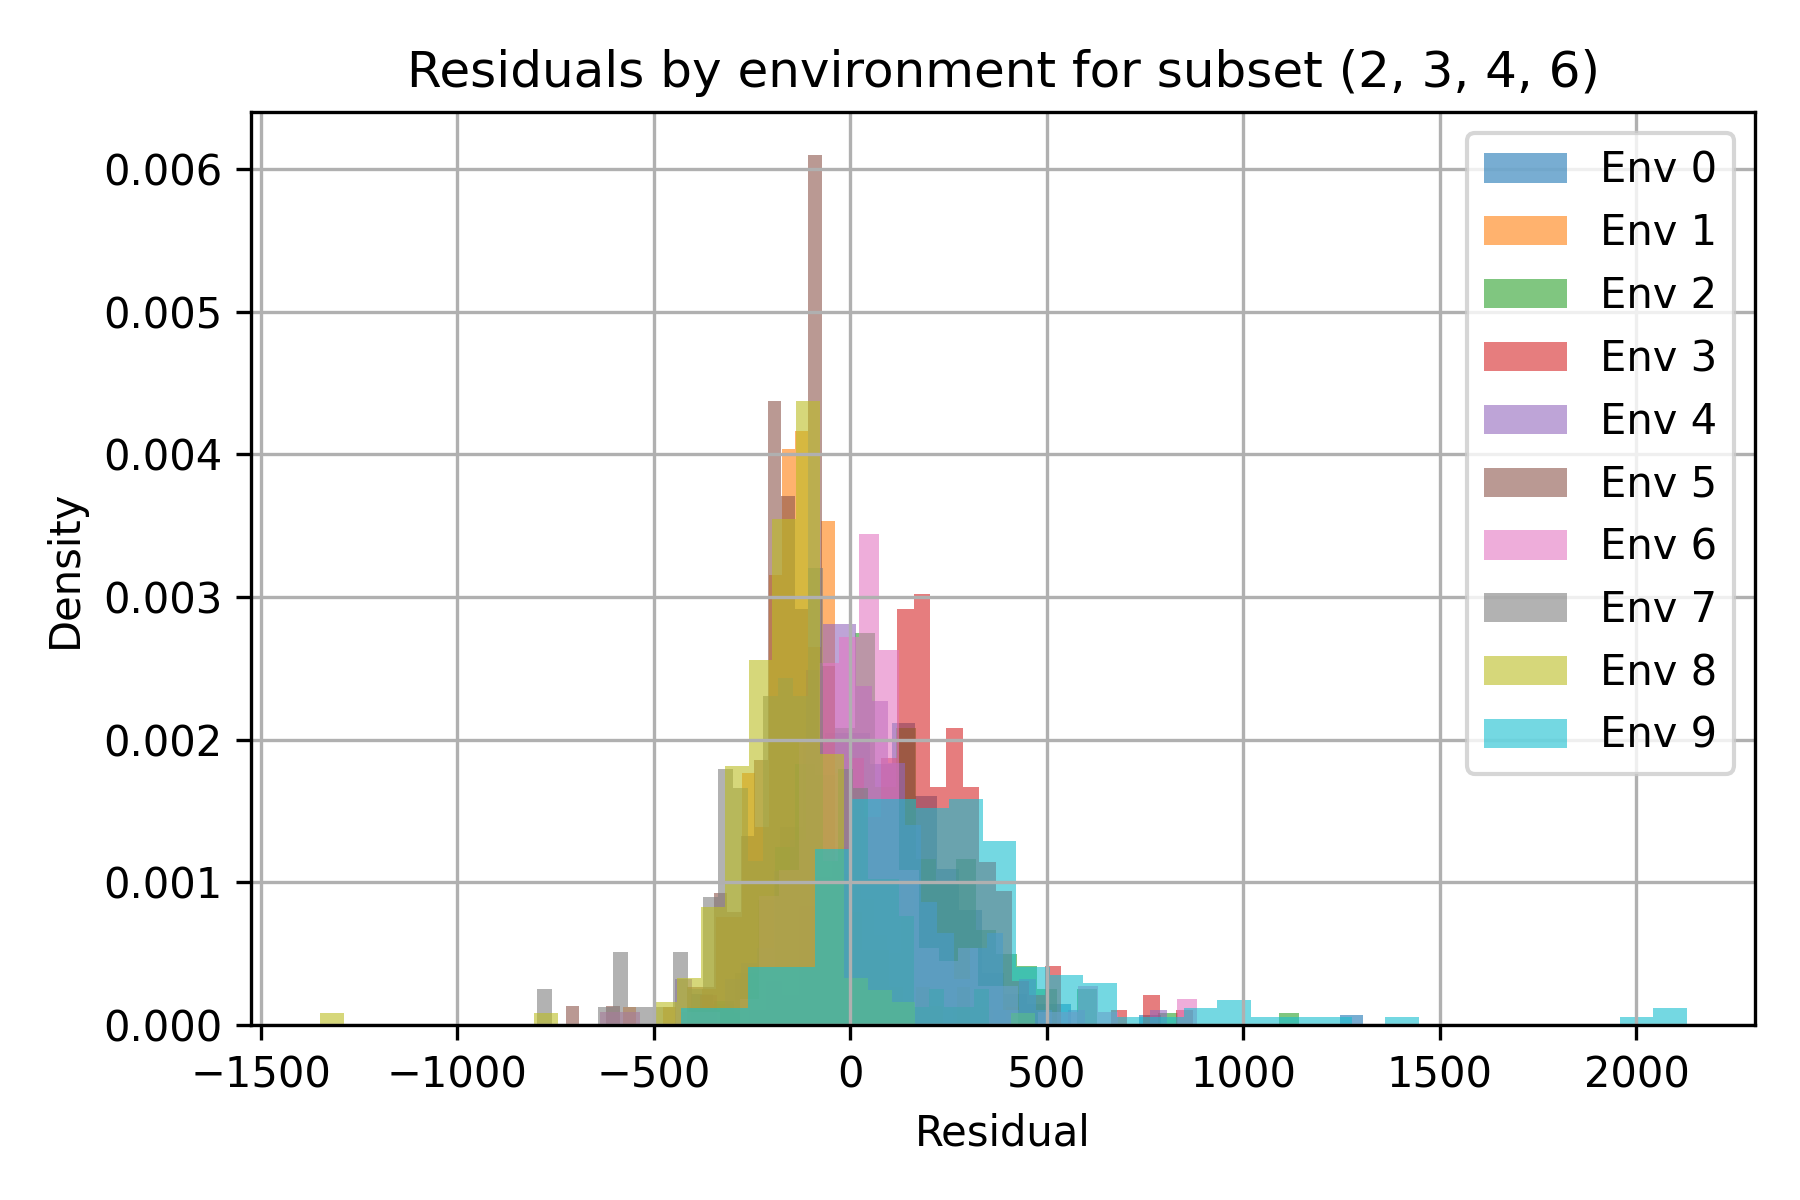 Residuals by environment for subset (2, 3, 4, 6)
Density
0.006
0.005
0.004
0.003
0.002
0.001
0.000
−1500
−1000
−500
0
500
1000
1500
2000
Residual
Env 0
Env 1
Env 2
Env 3
Env 4
Env 5
Env 6
Env 7
Env 8
Env 9